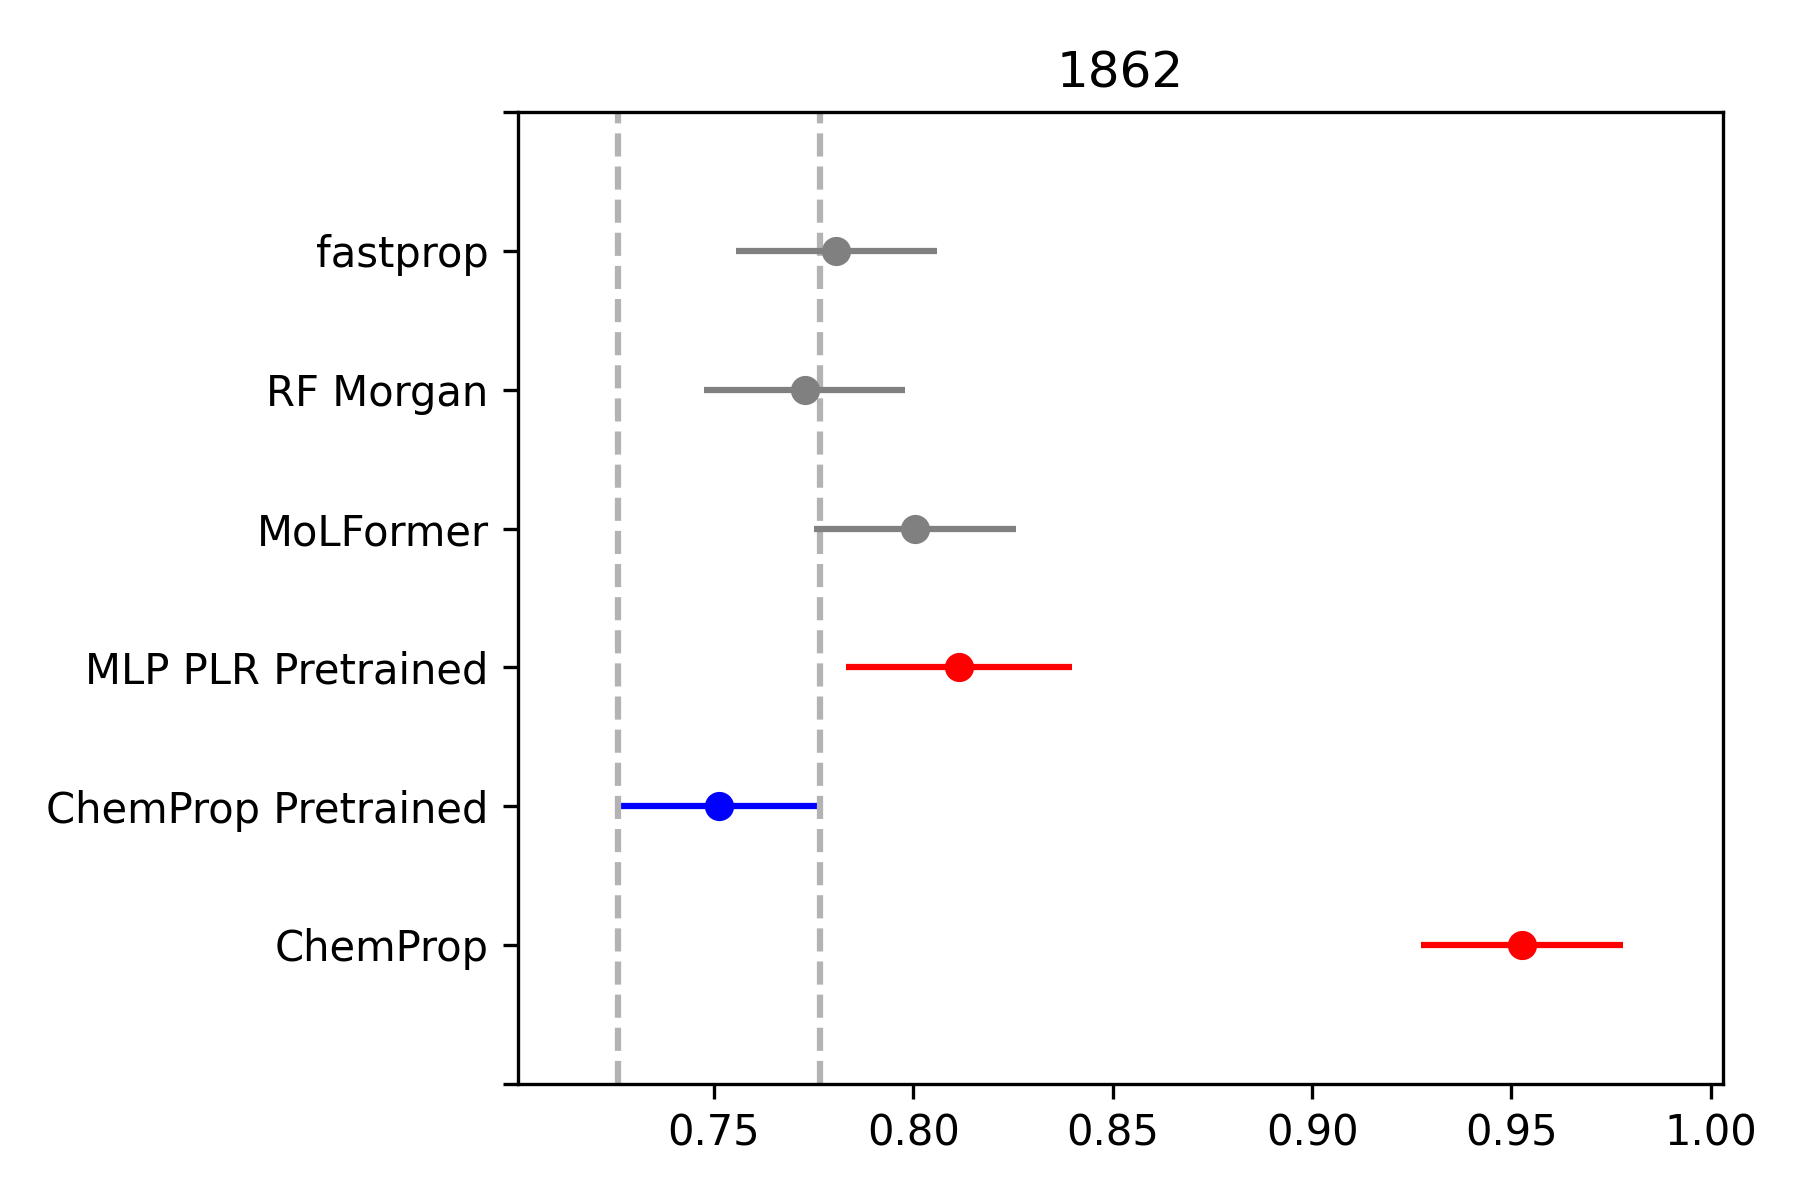 1862
fastprop
RF Morgan
MoLFormer
MLP PLR Pretrained
ChemProp Pretrained
ChemProp
0.75 0.80 0.85 0.90 0.95 1.00